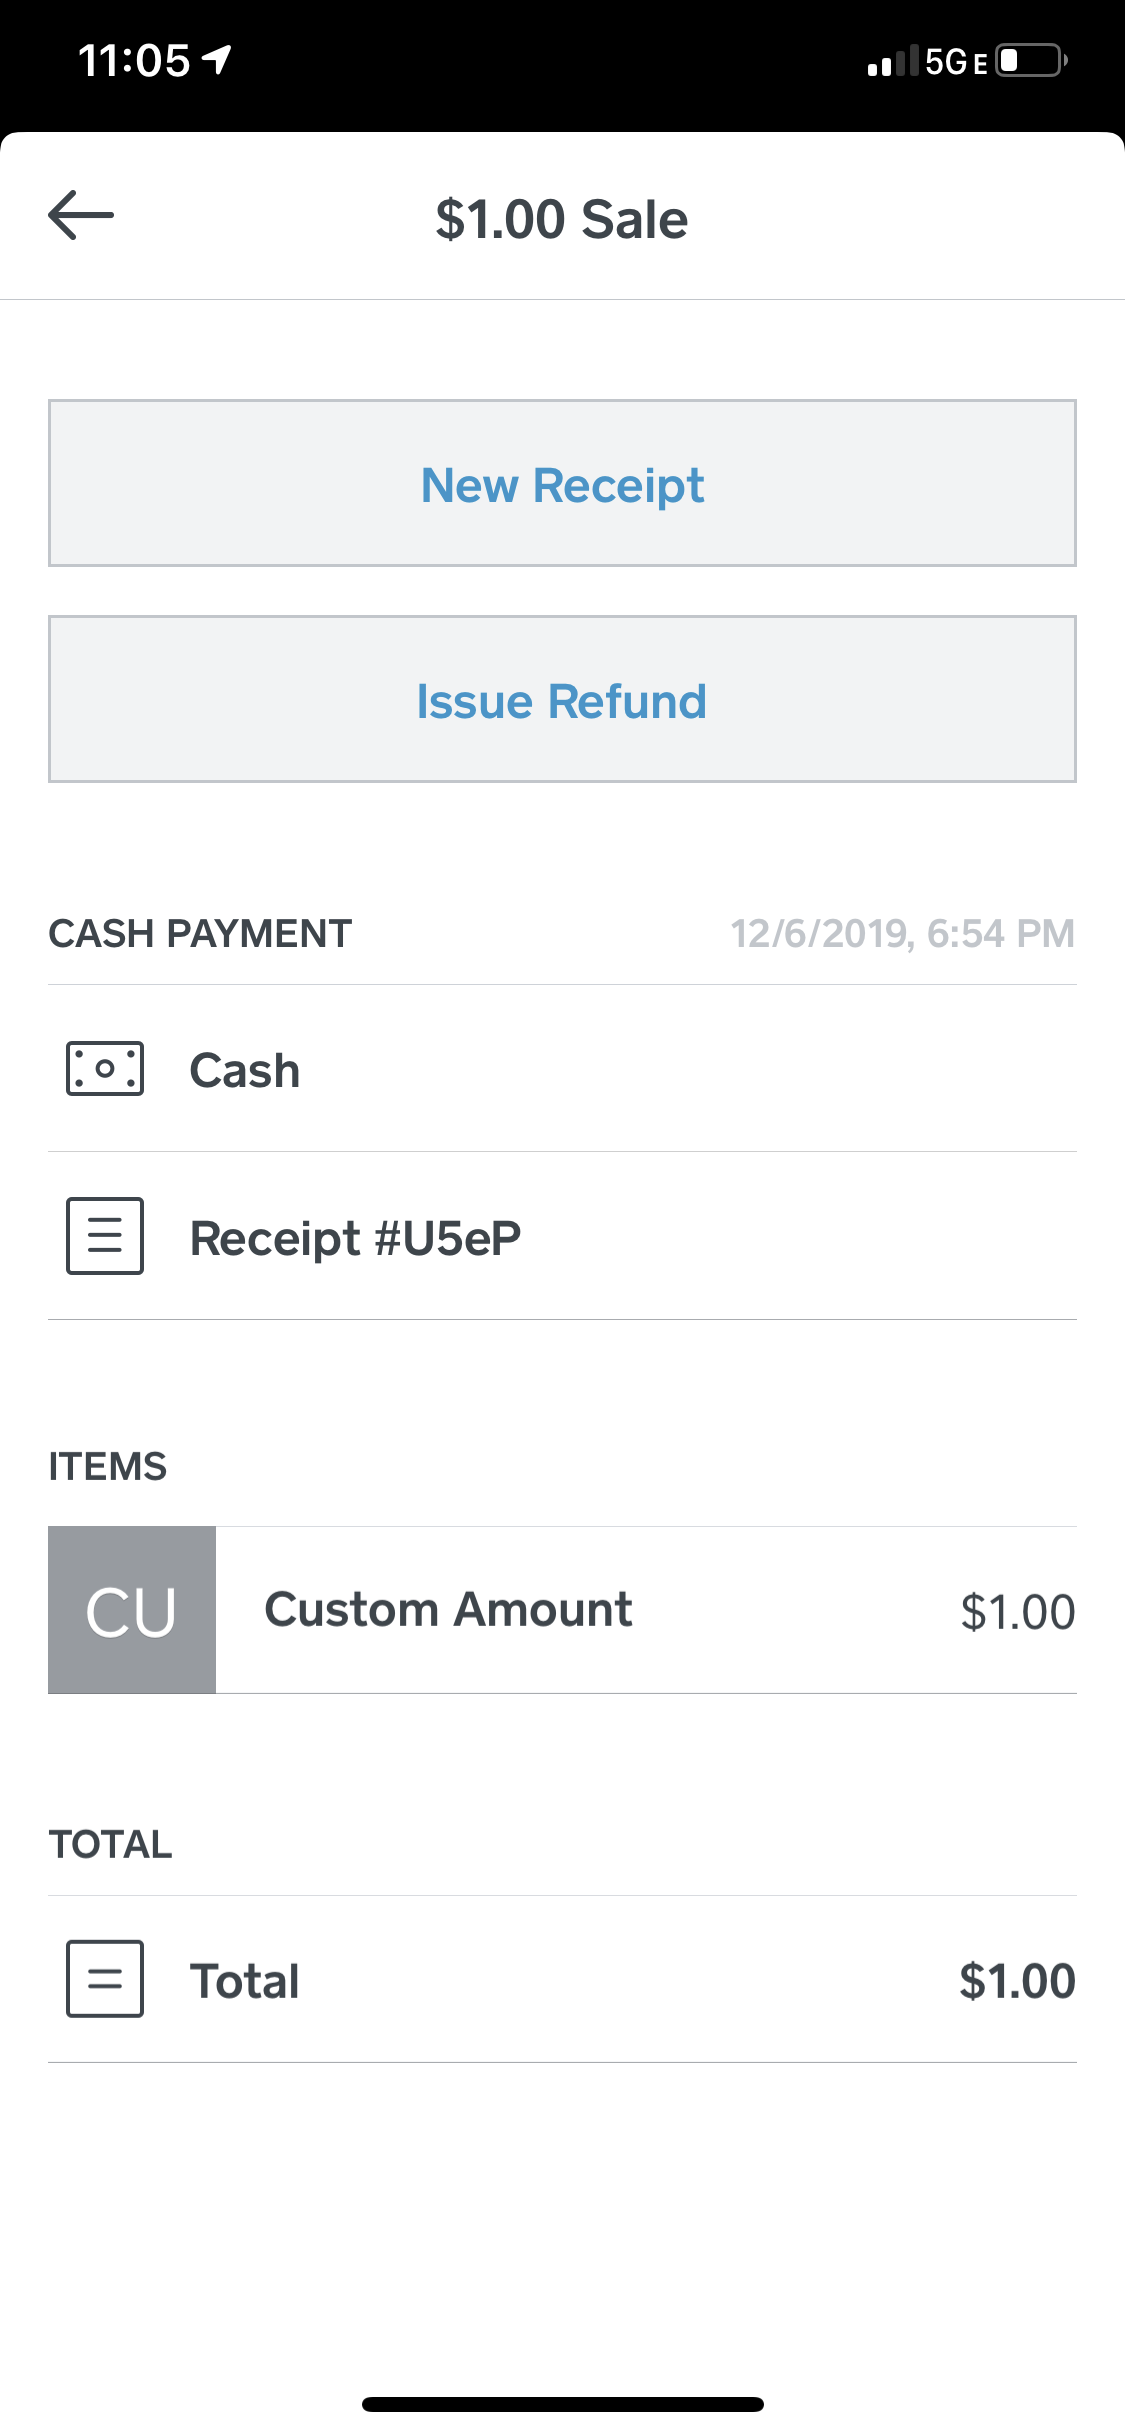 11:05 5G E
$1.00 Sale
New Receipt
Issue Refund
CASH PAYMENT 12/6/2019, 6:54 PM
Cash
Receipt #U5eP
ITEMS
CU Custom Amount $1.00
TOTAL
Total $1.00